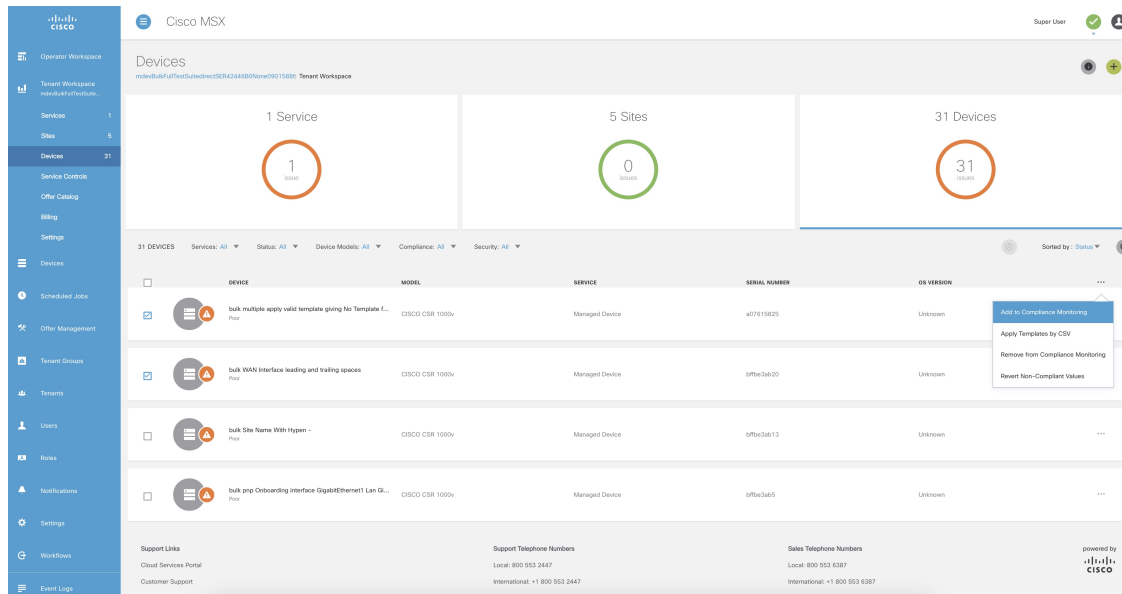 CISCO
Cisco MSX
Super User
Operator Workspace
Tenant Workspace
mdevBulkFullTestSuite...
Services 1
Sites 5
Devices 31
Service Controls
Offer Catalog
Billing
Settings
Devices
Scheduled Jobs
Offer Management
Tenant Groups
Tenants
Users
Roles
Notifications
Settings
Workflows
Event Logs
Devices
mdevBulkFullTestSuitedirectSER42446B0None0901588f: Tenant Workspace
1 Service
1
issue
5 Sites
0
issues
31 Devices
31
issues
31 DEVICES Services: All Status: All Device Models: All Compliance: All Security: All Sorted by : Status
DEVICE MODEL SERVICE SERIAL NUMBER OS VERSION ...
Add to Compliance Monitoring
Apply Templates by CSV
Remove from Compliance Monitoring
Revert Non-Compliant Values
bulk multiple apply valid template giving No Template f... CISCO CSR 1000v Managed Device a07615825 Unknown
Poor
bulk WAN Interface leading and trailing spaces CISCO CSR 1000v Managed Device bffbe3ab20 Unknown
Poor
bulk Site Name With Hypen - CISCO CSR 1000v Managed Device bffbe3ab13 Unknown ...
Poor
bulk pnp Onboarding interface GigabitEthernet1 Lan Gi... CISCO CSR 1000v Managed Device bffbe3ab5 Unknown ...
Poor
Support Links
Cloud Services Portal
Customer Support
Support Telephone Numbers
Local: 800 553 2447
International: +1 800 553 2447
Sales Telephone Numbers
Local: 800 553 6387
International: +1 800 553 6387
powered by
CISCO